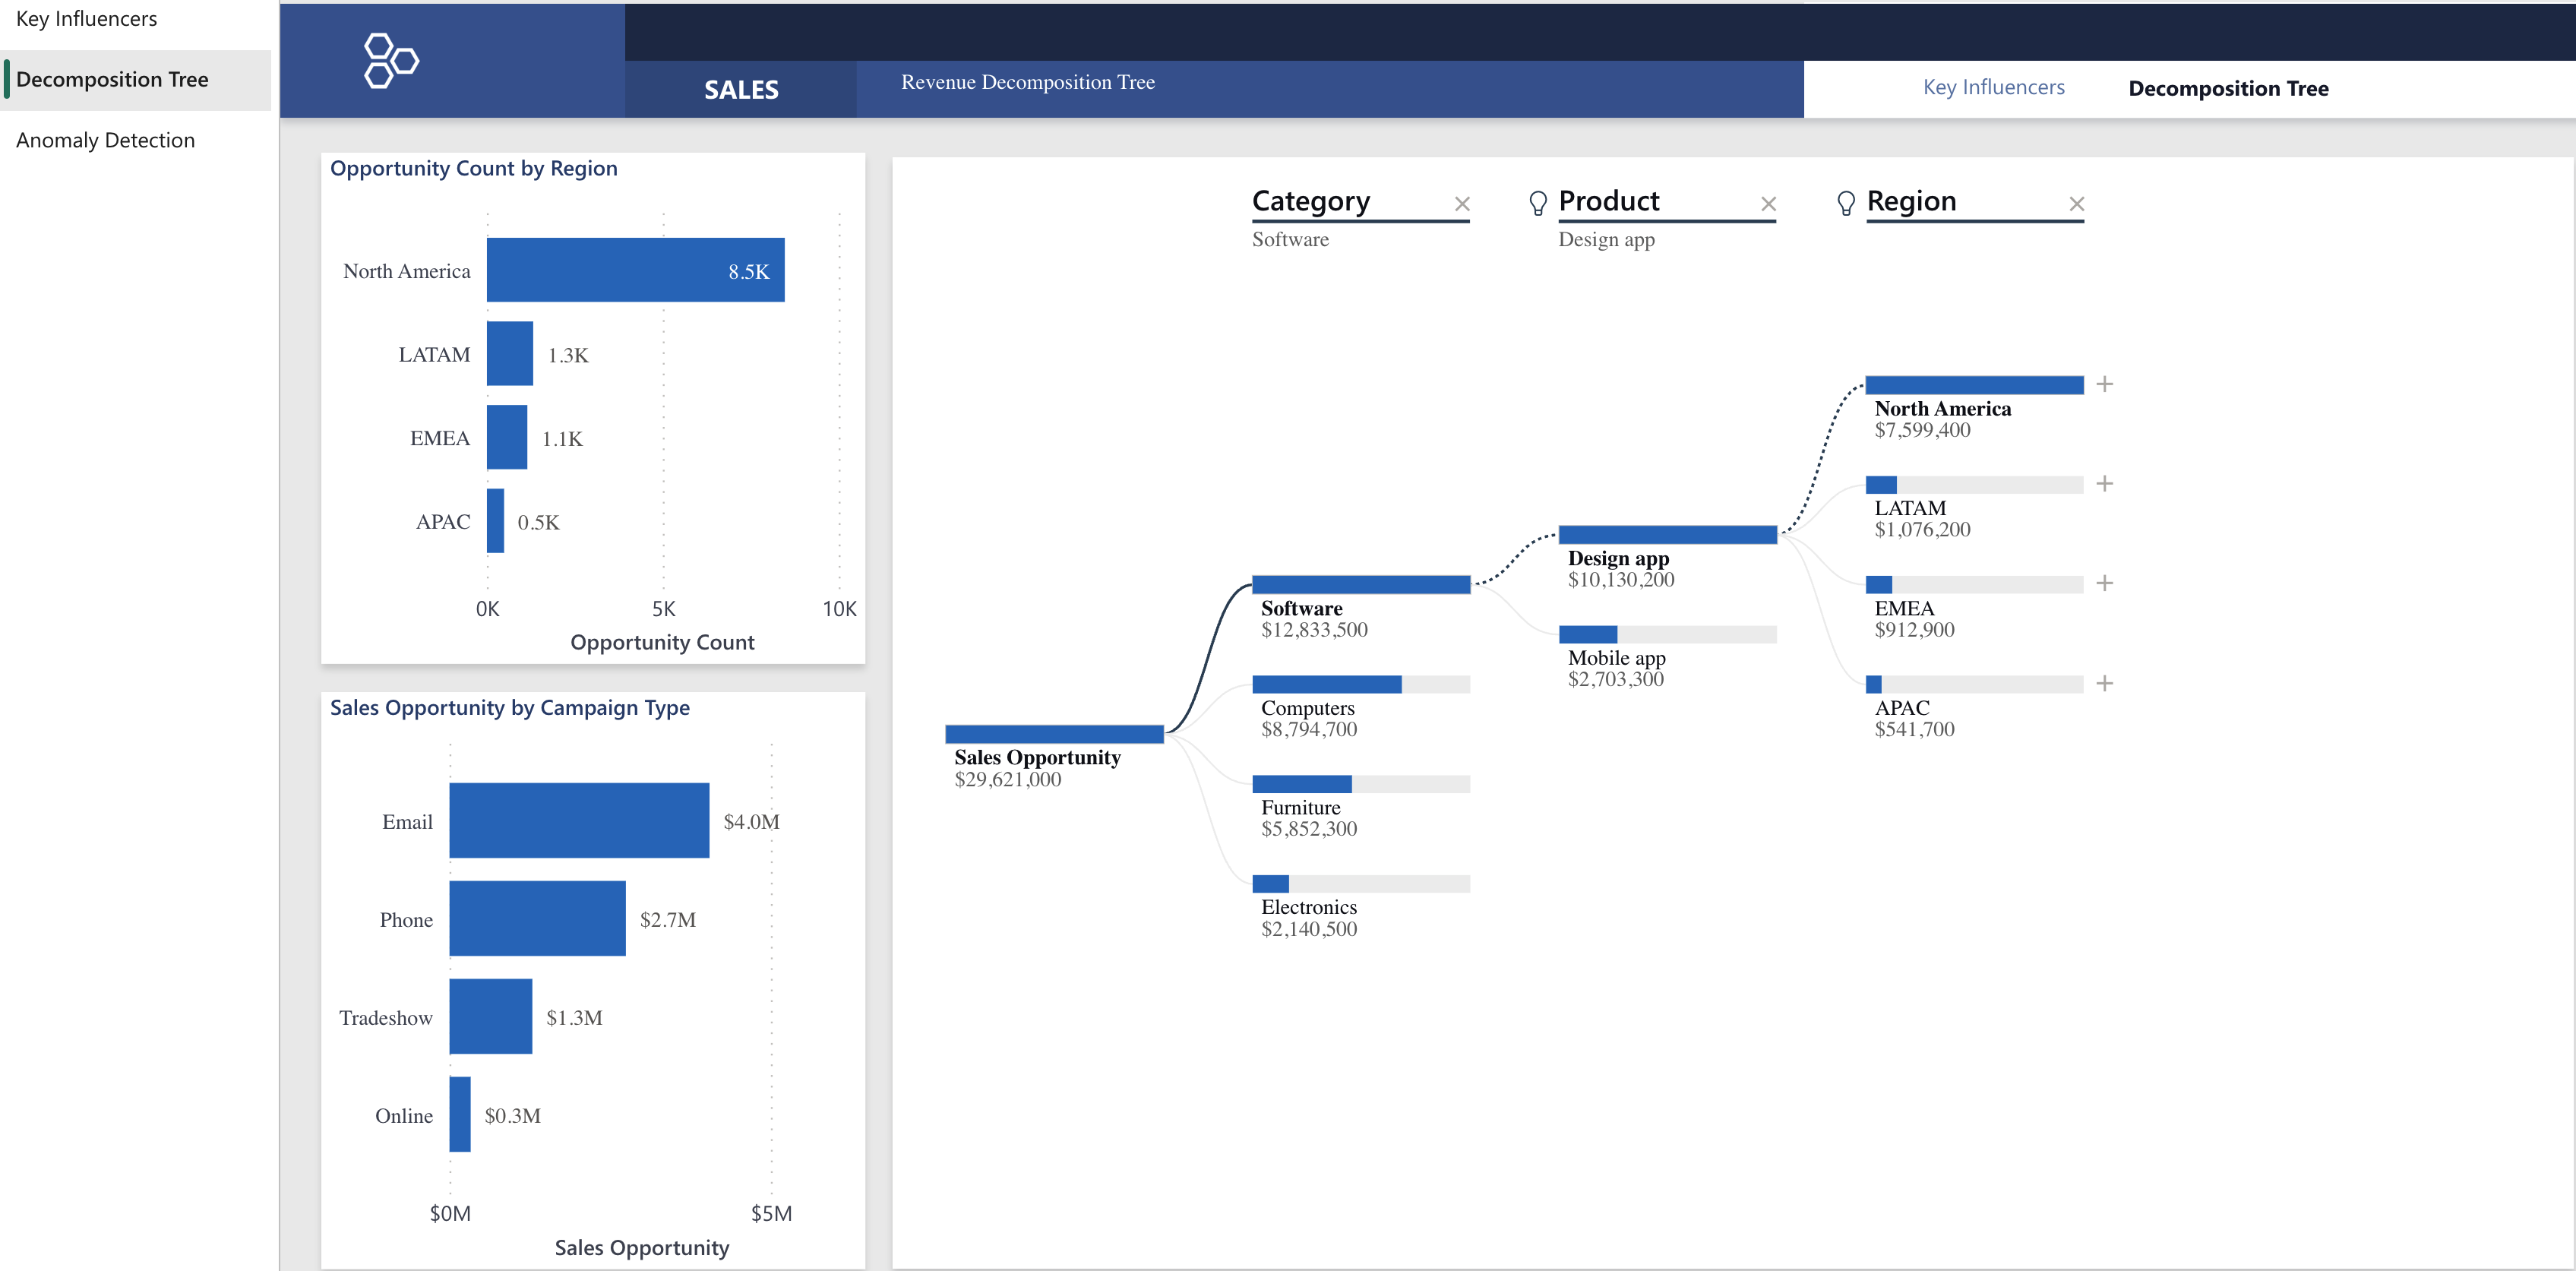 Key Influencers
Decomposition Tree
Anomaly Detection
SALES
Revenue Decomposition Tree
Key Influencers
Decomposition Tree
Opportunity Count by Region
North America
8.5K
LATAM
1.3K
EMEA
1.1K
APAC
0.5K
0K
5K
10K
Opportunity Count
Sales Opportunity by Campaign Type
Email
$4.0M
Phone
$2.7M
Tradeshow
$1.3M
Online
$0.3M
$0M
$5M
Sales Opportunity
Category
Software
Product
Design app
Region
Sales Opportunity
$29,621,000
Software
$12,833,500
Computers
$8,794,700
Furniture
$5,852,300
Electronics
$2,140,500
Design app
$10,130,200
Mobile app
$2,703,300
North America
$7,599,400
LATAM
$1,076,200
EMEA
$912,900
APAC
$541,700